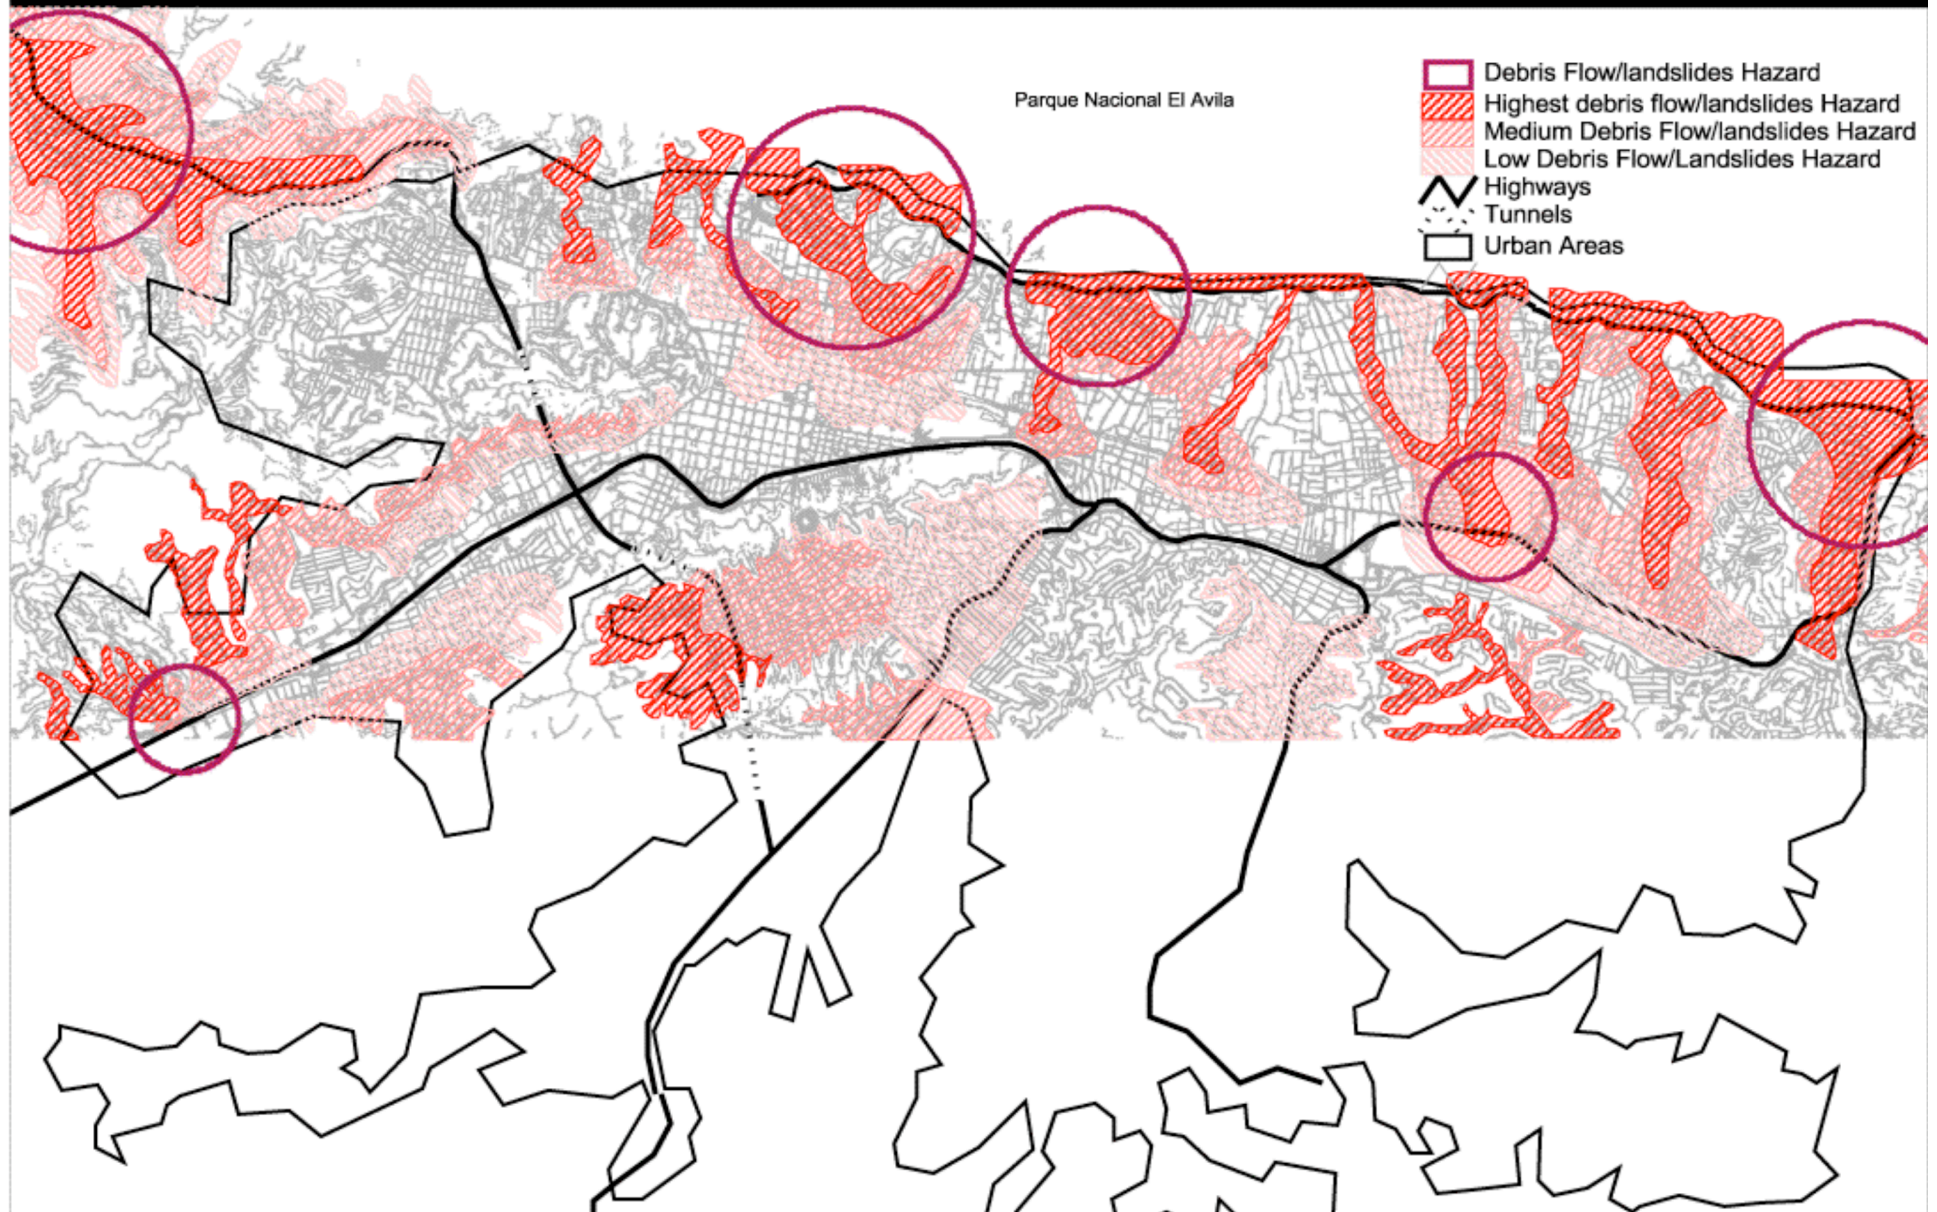 Parque Nacional El Avila
Debris Flow/landslides Hazard
Highest debris flow/landslides Hazard
Medium Debris Flow/landslides Hazard
Low Debris Flow/Landslides Hazard
Highways
Tunnels
Urban Areas